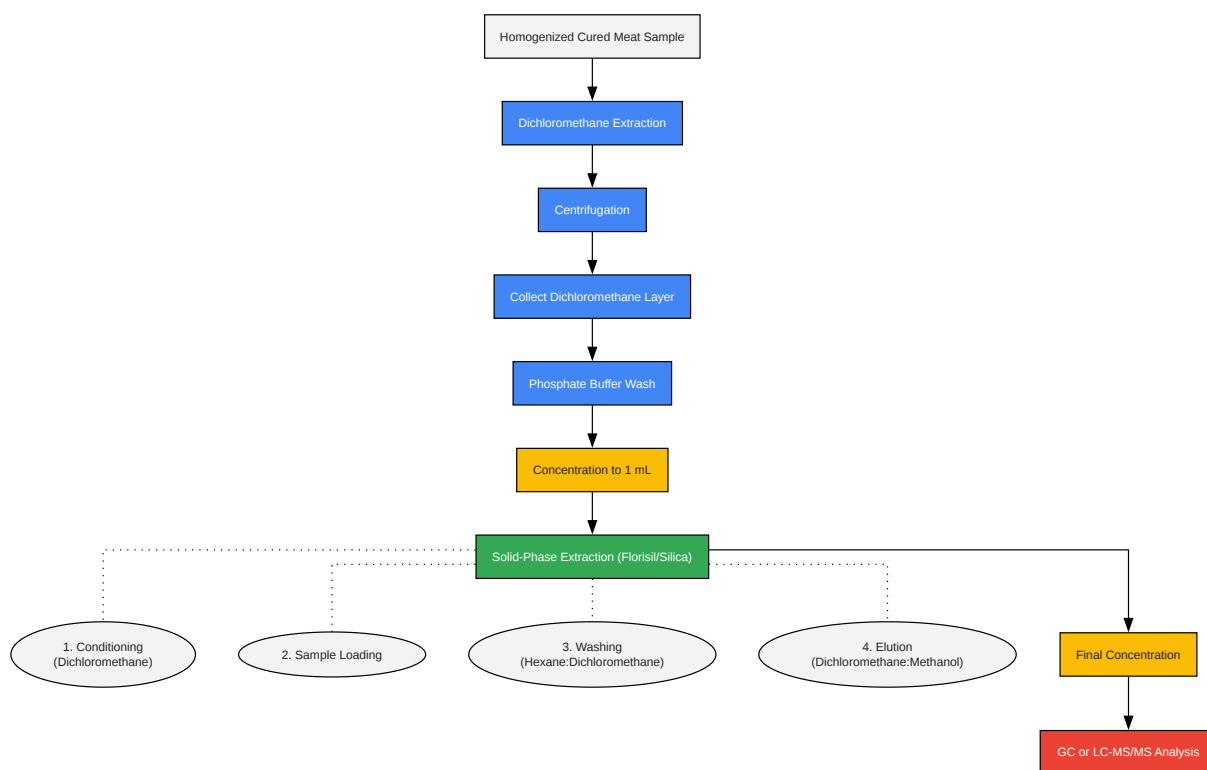 Homogenized Cured Meat Sample
Dichloromethane Extraction
Centrifugation
Collect Dichloromethane Layer
Phosphate Buffer Wash
Concentration to 1 mL
Solid-Phase Extraction (Florisil/Silica)
1. Conditioning
(Dichloromethane)
2. Sample Loading
3. Washing
(Hexane:Dichloromethane)
4. Elution
(Dichloromethane:Methanol)
Final Concentration
GC or LC-MS/MS Analysis